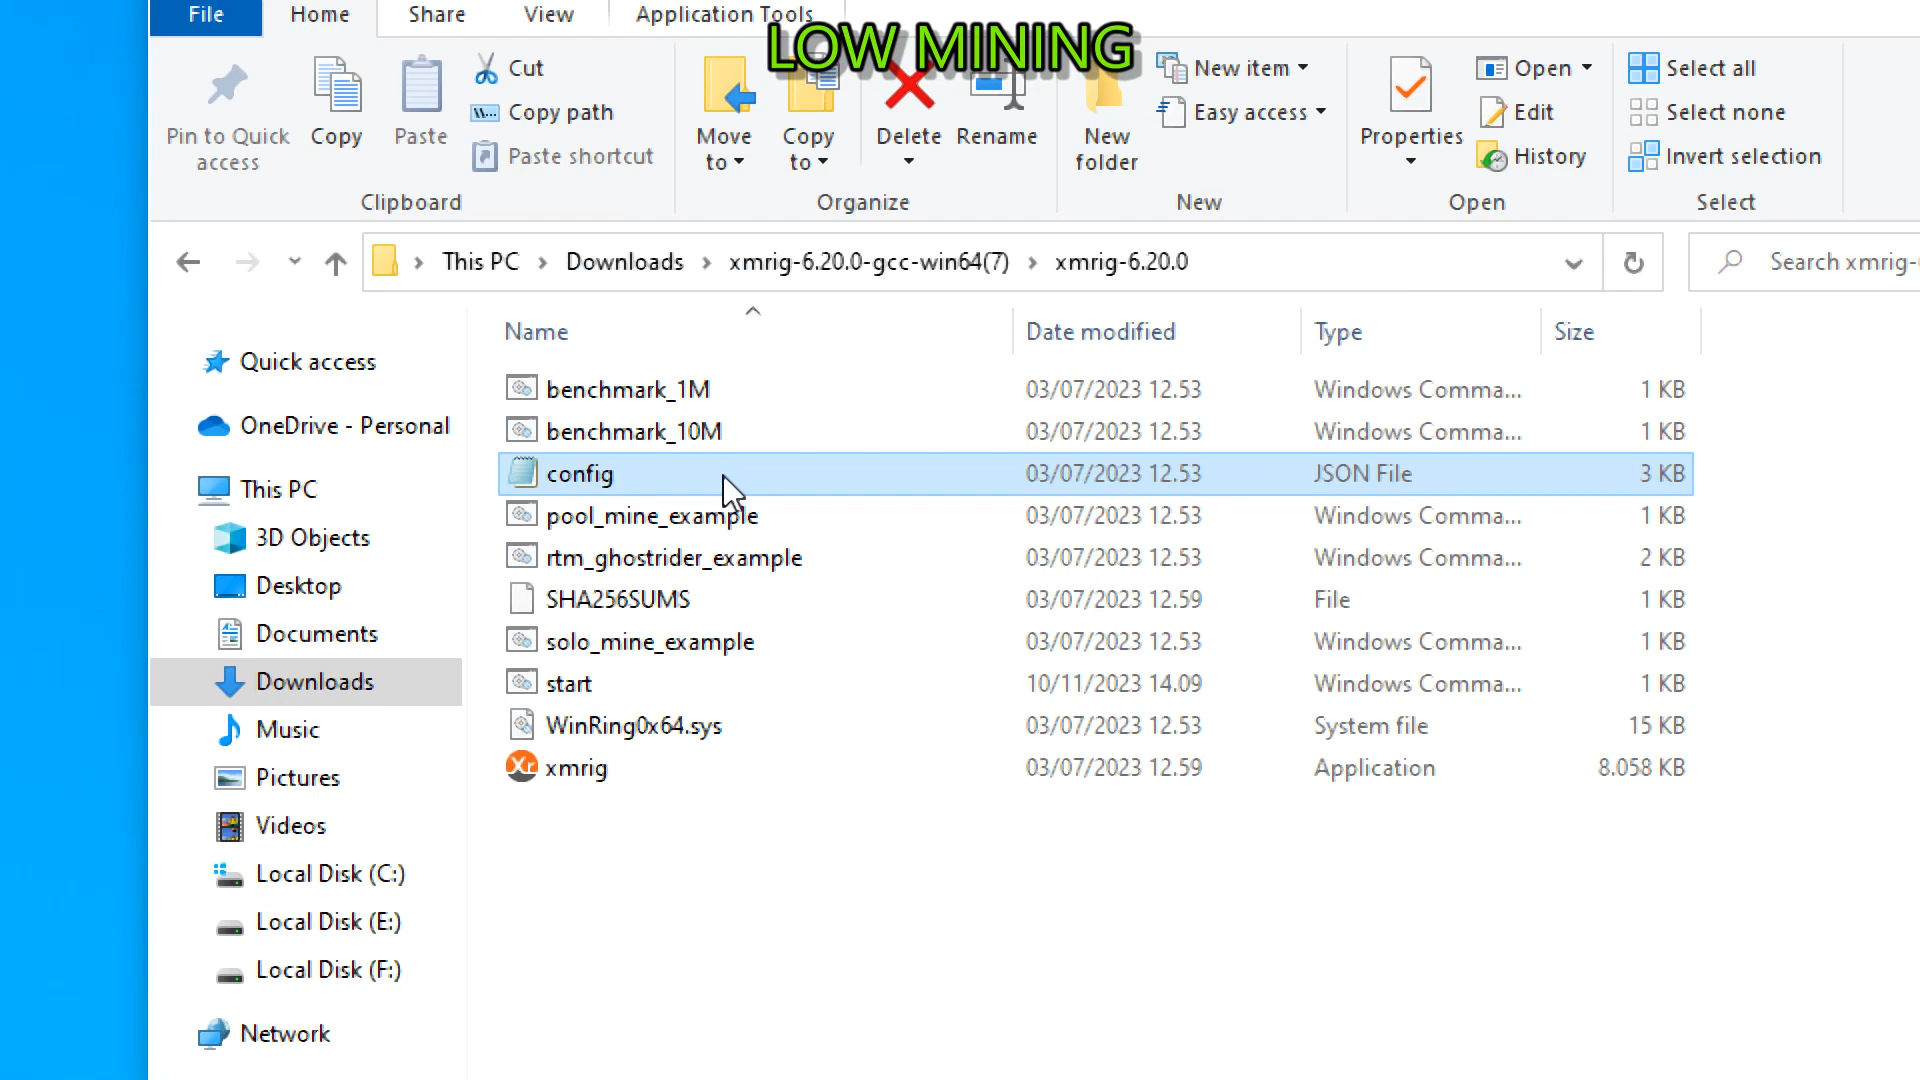 File Home Share View Application Tools
LOW MINING
Pin to Quick access
Copy
Paste
Cut
Copy path
Paste shortcut
Clipboard
Move to
Copy to
Delete
Rename
Organize
New folder
New item
Easy access
New
Properties
Open
Edit
History
Open
Select all
Select none
Invert selection
Select
This PC Downloads xmrig-6.20.0-gcc-win64(7) xmrig-6.20.0
Search xmrig-
Quick access
OneDrive - Personal
This PC
3D Objects
Desktop
Documents
Downloads
Music
Pictures
Videos
Local Disk (C:)
Local Disk (E:)
Local Disk (F:)
Network
Name Date modified Type Size
benchmark_1M 03/07/2023 12.53 Windows Comma... 1 KB
benchmark_10M 03/07/2023 12.53 Windows Comma... 1 KB
config 03/07/2023 12.53 JSON File 3 KB
pool_mine_example 03/07/2023 12.53 Windows Comma... 1 KB
rtm_ghostrider_example 03/07/2023 12.53 Windows Comma... 2 KB
SHA256SUMS 03/07/2023 12.59 File 1 KB
solo_mine_example 03/07/2023 12.53 Windows Comma... 1 KB
start 10/11/2023 14.09 Windows Comma... 1 KB
WinRing0x64.sys 03/07/2023 12.53 System file 15 KB
xmrig 03/07/2023 12.59 Application 8.058 KB